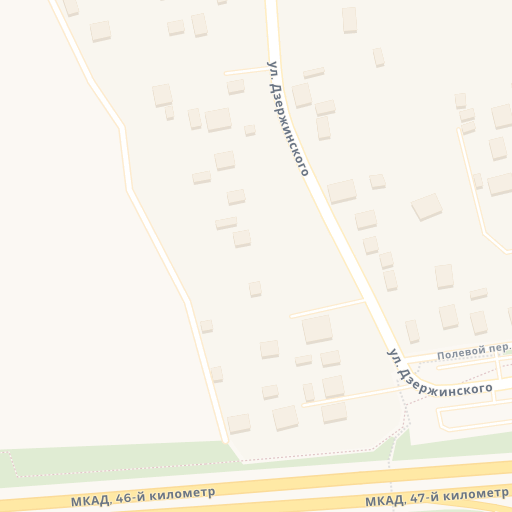 ул. Дзержинского
Полевой пер.
ул. Дзержинского
МКАД, 46-й километр
МКАД, 47-й километр